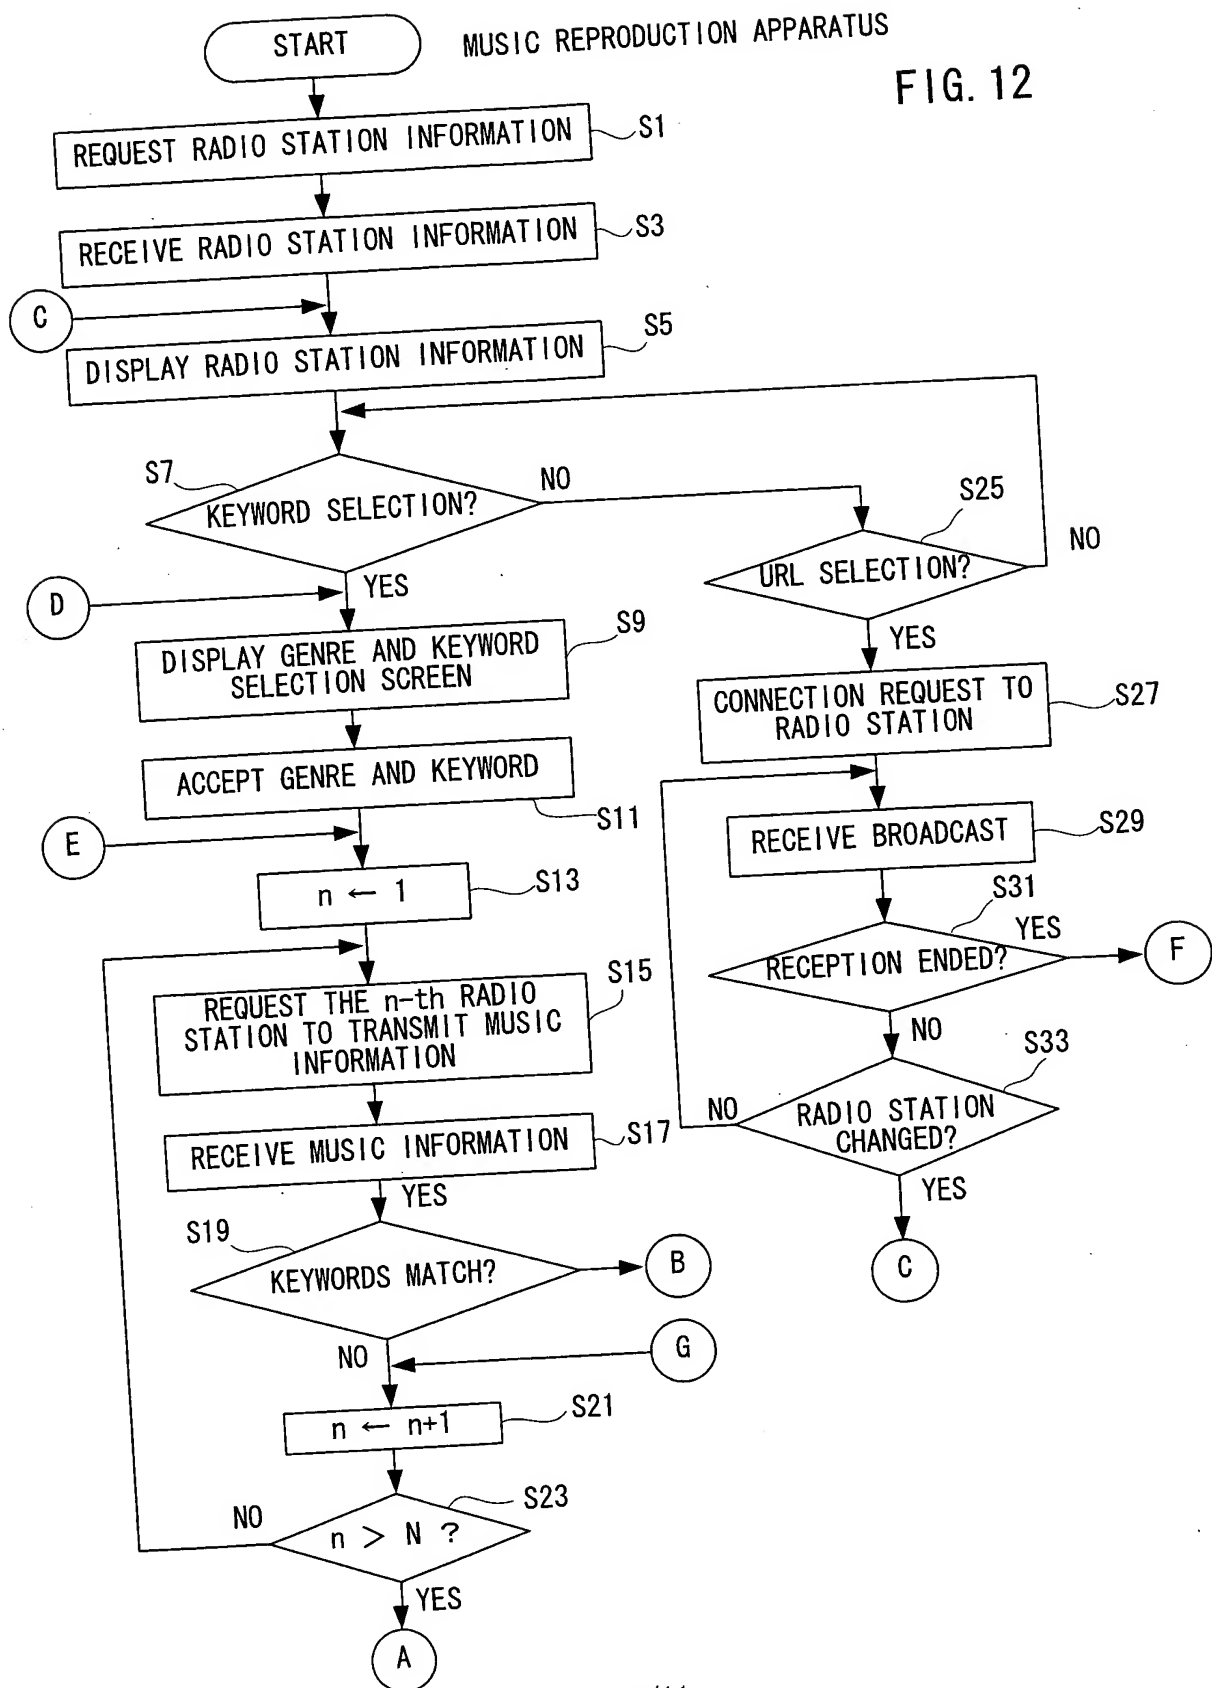 START
MUSIC REPRODUCTION APPARATUS
FIG. 12
REQUEST RADIO STATION INFORMATION
S1
RECEIVE RADIO STATION INFORMATION
S3
C
DISPLAY RADIO STATION INFORMATION
S5
S7
KEYWORD SELECTION?
NO
YES
D
DISPLAY GENRE AND KEYWORD
SELECTION SCREEN
S9
ACCEPT GENRE AND KEYWORD
S11
E
n ← 1
S13
REQUEST THE n-th RADIO
STATION TO TRANSMIT MUSIC
INFORMATION
S15
RECEIVE MUSIC INFORMATION
S17
YES
S19
KEYWORDS MATCH?
B
NO
G
n ← n+1
S21
S23
NO
n > N ?
YES
A
S25
URL SELECTION?
NO
YES
CONNECTION REQUEST TO
RADIO STATION
S27
RECEIVE BROADCAST
S29
S31
YES
RECEPTION ENDED?
F
NO
S33
NO
RADIO STATION
CHANGED?
YES
C